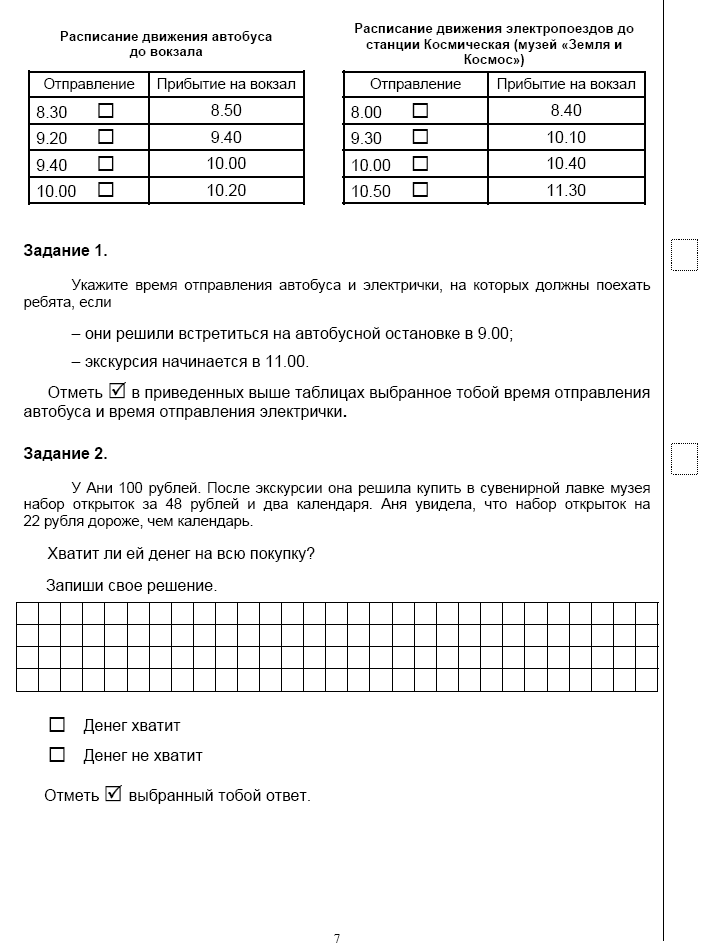 Расписание движения автобуса
до вокзала
Отправление Прибытие на вокзал
8.30 8.50
9.20 9.40
9.40 10.00
10.00 10.20
Расписание движения электропоездов до
станции Космическая (музей «Земля и
Космос»)
Отправление Прибытие на вокзал
8.00 8.40
9.30 10.10
10.00 10.40
10.50 11.30
Задание 1.
Укажите время отправления автобуса и электрички, на которых должны поехать
ребята, если
– они решили встретиться на автобусной остановке в 9.00;
– экскурсия начинается в 11.00.
Отметь ☑ в приведенных выше таблицах выбранное тобой время отправления
автобуса и время отправления электрички.
Задание 2.
У Ани 100 рублей. После экскурсии она решила купить в сувенирной лавке музея
набор открыток за 48 рублей и два календаря. Аня увидела, что набор открыток на
22 рубля дороже, чем календарь.
Хватит ли ей денег на всю покупку?
Запиши свое решение.
Денег хватит
Денег не хватит
Отметь ☑ выбранный тобой ответ.
7